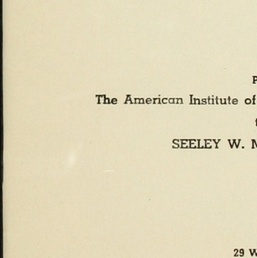 P
The American Institute of
t
SEELEY W. M
29 W